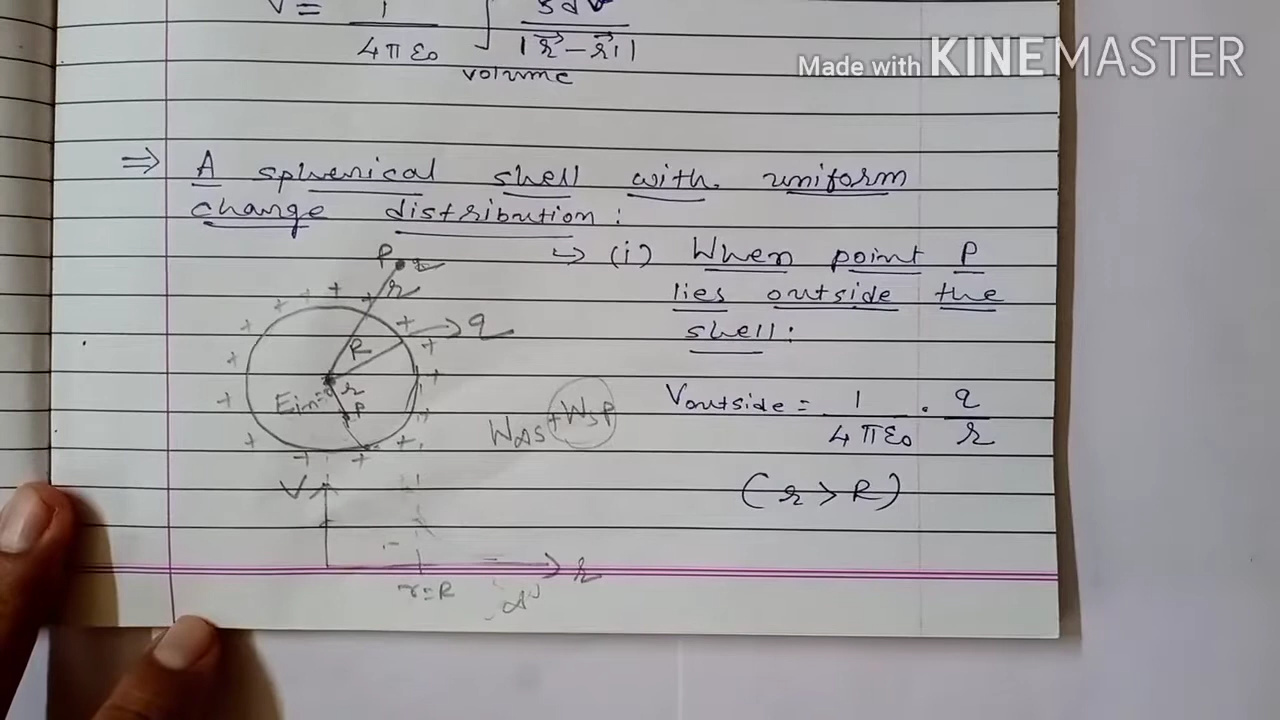 V = 1 / 4πε₀ ∫ ρdV / |r⃗ - r⃗'|
volume
Made with KINEMASTER
⇒ A spherical shell with uniform
charge distribution:
↪ (i) When point P
lies outside the
shell:
P
r
+ + + + + + + + + + + + + + +
q
R
Ein=0
r
P
W∞S + WSP
Voutside = 1 / 4πε₀ · q / r
(r > R)
V
r
r=R